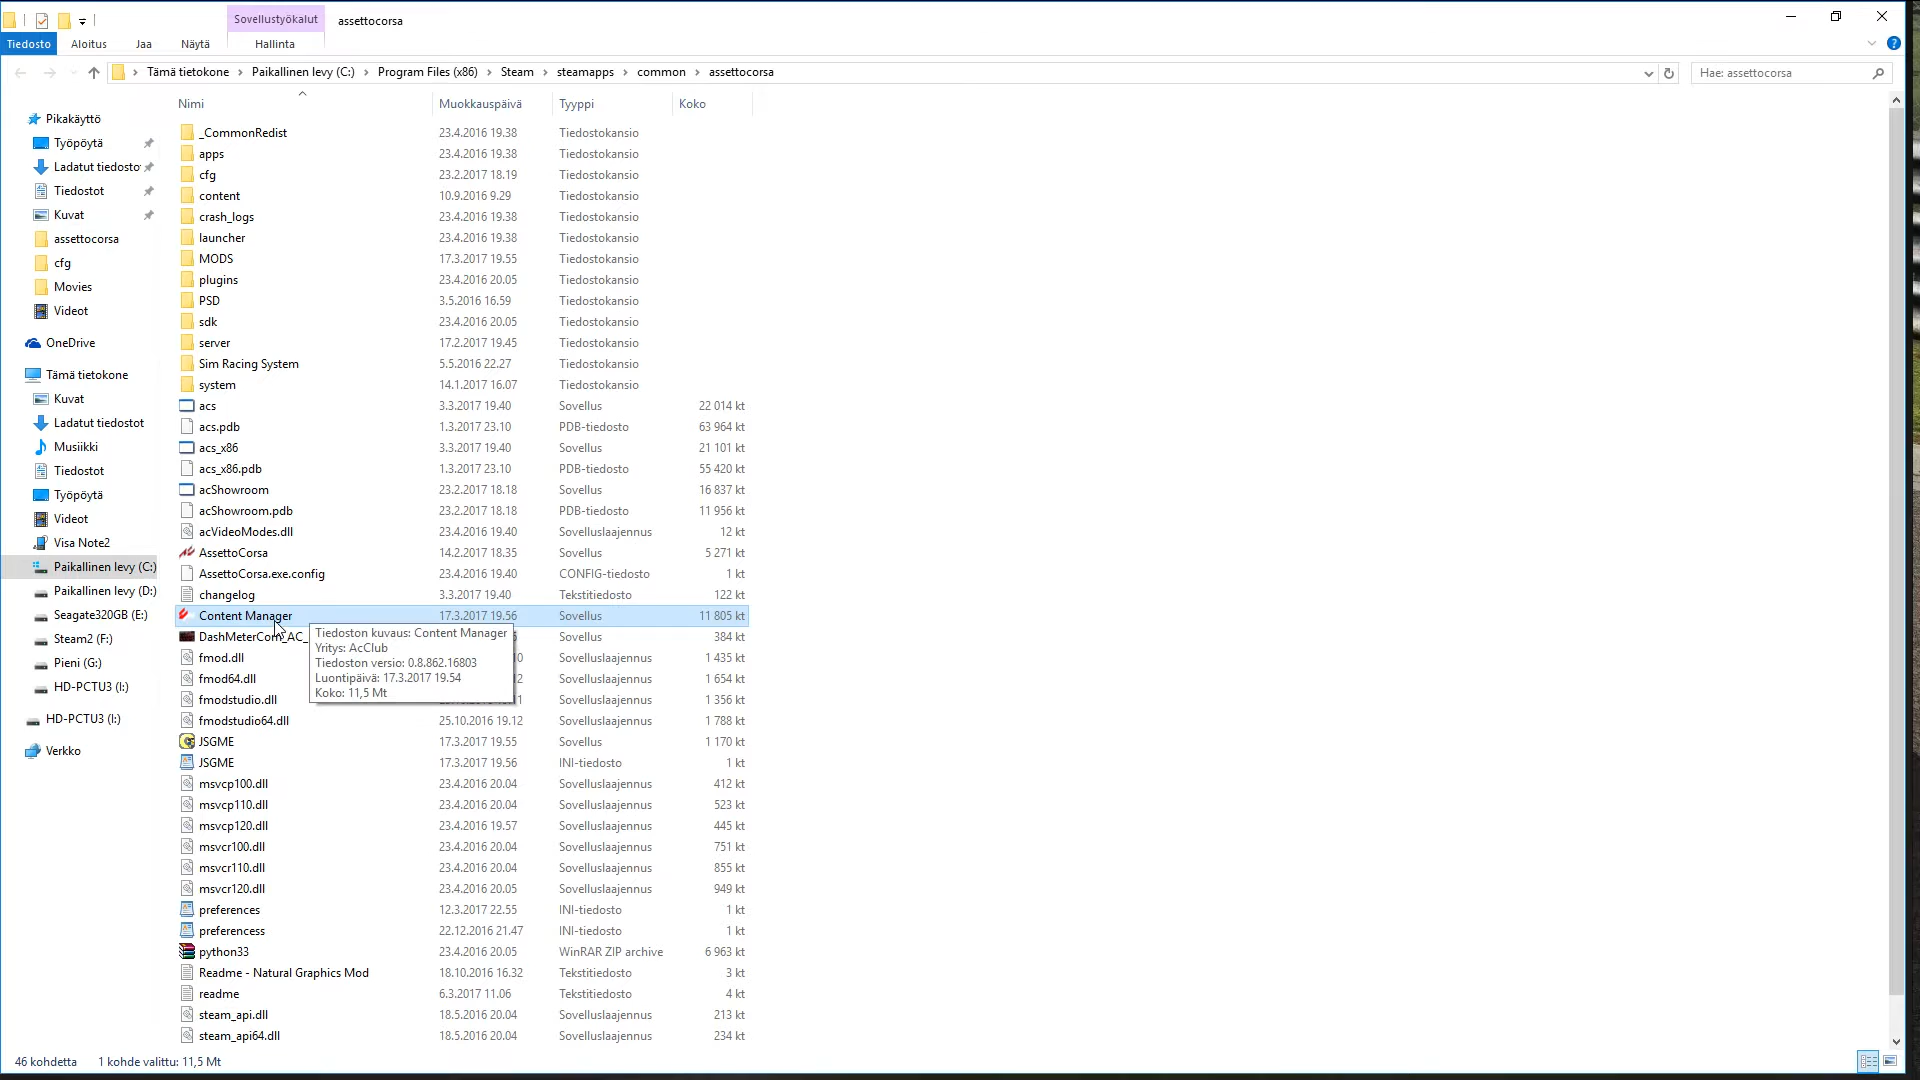 Sovellustyökalut
assettocorsa
Tiedosto
Aloitus
Jaa
Näytä
Hallinta
Tämä tietokone
Paikallinen levy (C:)
Program Files (x86)
Steam
steamapps
common
assettocorsa
Hae: assettocorsa
Pikakäyttö
Työpöytä
Ladatut tiedosto
Tiedostot
Kuvat
assettocorsa
cfg
Movies
Videot
OneDrive
Tämä tietokone
Kuvat
Ladatut tiedostot
Musiikki
Tiedostot
Työpöytä
Videot
Visa Note2
Paikallinen levy (C:)
Paikallinen levy (D:)
Seagate320GB (E:)
Steam2 (F:)
Pieni (G:)
HD-PCTU3 (I:)
HD-PCTU3 (I:)
Verkko
Nimi Muokkauspäivä Tyyppi Koko
_CommonRedist 23.4.2016 19.38 Tiedostokansio
apps 23.4.2016 19.38 Tiedostokansio
cfg 23.2.2017 18.19 Tiedostokansio
content 10.9.2016 9.29 Tiedostokansio
crash_logs 23.4.2016 19.38 Tiedostokansio
launcher 23.4.2016 19.38 Tiedostokansio
MODS 17.3.2017 19.55 Tiedostokansio
plugins 23.4.2016 20.05 Tiedostokansio
PSD 3.5.2016 16.59 Tiedostokansio
sdk 23.4.2016 20.05 Tiedostokansio
server 17.2.2017 19.45 Tiedostokansio
Sim Racing System 5.5.2016 22.27 Tiedostokansio
system 14.1.2017 16.07 Tiedostokansio
acs 3.3.2017 19.40 Sovellus 22 014 kt
acs.pdb 1.3.2017 23.10 PDB-tiedosto 63 964 kt
acs_x86 3.3.2017 19.40 Sovellus 21 101 kt
acs_x86.pdb 1.3.2017 23.10 PDB-tiedosto 55 420 kt
acShowroom 23.2.2017 18.18 Sovellus 16 837 kt
acShowroom.pdb 23.2.2017 18.18 PDB-tiedosto 11 956 kt
acVideoModes.dll 23.4.2016 19.40 Sovelluslaajennus 12 kt
AssettoCorsa 14.2.2017 18.35 Sovellus 5 271 kt
AssettoCorsa.exe.config 23.4.2016 19.40 CONFIG-tiedosto 1 kt
changelog 3.3.2017 19.40 Tekstitiedosto 122 kt
Content Manager 17.3.2017 19.56 Sovellus 11 805 kt
DashMeterCom_AC_ Sovellus 384 kt
fmod.dll 10 Sovelluslaajennus 1 435 kt
fmod64.dll 12 Sovelluslaajennus 1 654 kt
fmodstudio.dll Sovelluslaajennus 1 356 kt
fmodstudio64.dll 25.10.2016 19.12 Sovelluslaajennus 1 788 kt
JSGME 17.3.2017 19.55 Sovellus 1 170 kt
JSGME 17.3.2017 19.56 INI-tiedosto 1 kt
msvcp100.dll 23.4.2016 20.04 Sovelluslaajennus 412 kt
msvcp110.dll 23.4.2016 20.04 Sovelluslaajennus 523 kt
msvcp120.dll 23.4.2016 19.57 Sovelluslaajennus 445 kt
msvcr100.dll 23.4.2016 20.04 Sovelluslaajennus 751 kt
msvcr110.dll 23.4.2016 20.04 Sovelluslaajennus 855 kt
msvcr120.dll 23.4.2016 20.05 Sovelluslaajennus 949 kt
preferences 12.3.2017 22.55 INI-tiedosto 1 kt
preferencess 22.12.2016 21.47 INI-tiedosto 1 kt
python33 23.4.2016 20.05 WinRAR ZIP archive 6 963 kt
Readme - Natural Graphics Mod 18.10.2016 16.32 Tekstitiedosto 3 kt
readme 6.3.2017 11.06 Tekstitiedosto 4 kt
steam_api.dll 18.5.2016 20.04 Sovelluslaajennus 213 kt
steam_api64.dll 18.5.2016 20.04 Sovelluslaajennus 234 kt
Tiedoston kuvaus: Content Manager
Yritys: AcClub
Tiedoston versio: 0.8.862.16803
Luontipäivä: 17.3.2017 19.54
Koko: 11,5 Mt
46 kohdetta
1 kohde valittu: 11,5 Mt